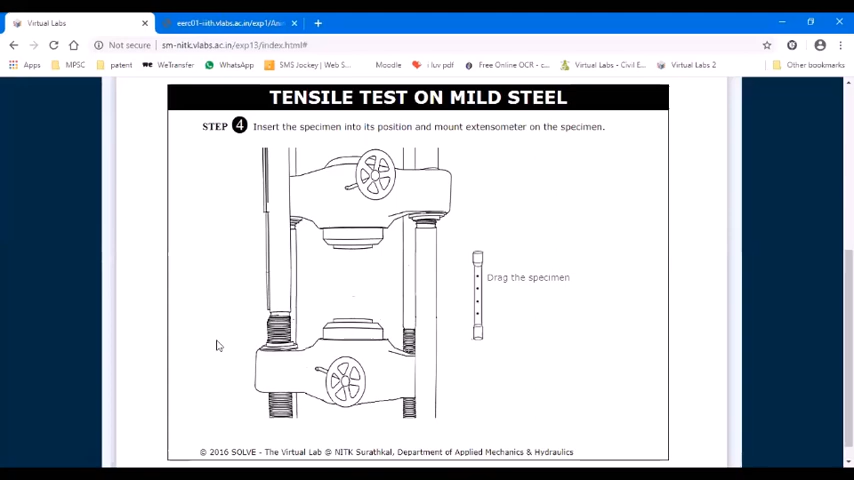 Virtual Labs
eerc01-iiith.vlabs.ac.in/exp1/Ani
Not secure | sm-nitk.vlabs.ac.in/exp13/index.html#
Apps MPSC patent WeTransfer WhatsApp SMS Jockey | Web S... Moodle i luv pdf Free Online OCR - c... Virtual Labs - Civil E... Virtual Labs 2 Other bookmarks
TENSILE TEST ON MILD STEEL
STEP 4 Insert the specimen into its position and mount extensometer on the specimen.
Drag the specimen
© 2016 SOLVE - The Virtual Lab @ NITK Surathkal, Department of Applied Mechanics & Hydraulics